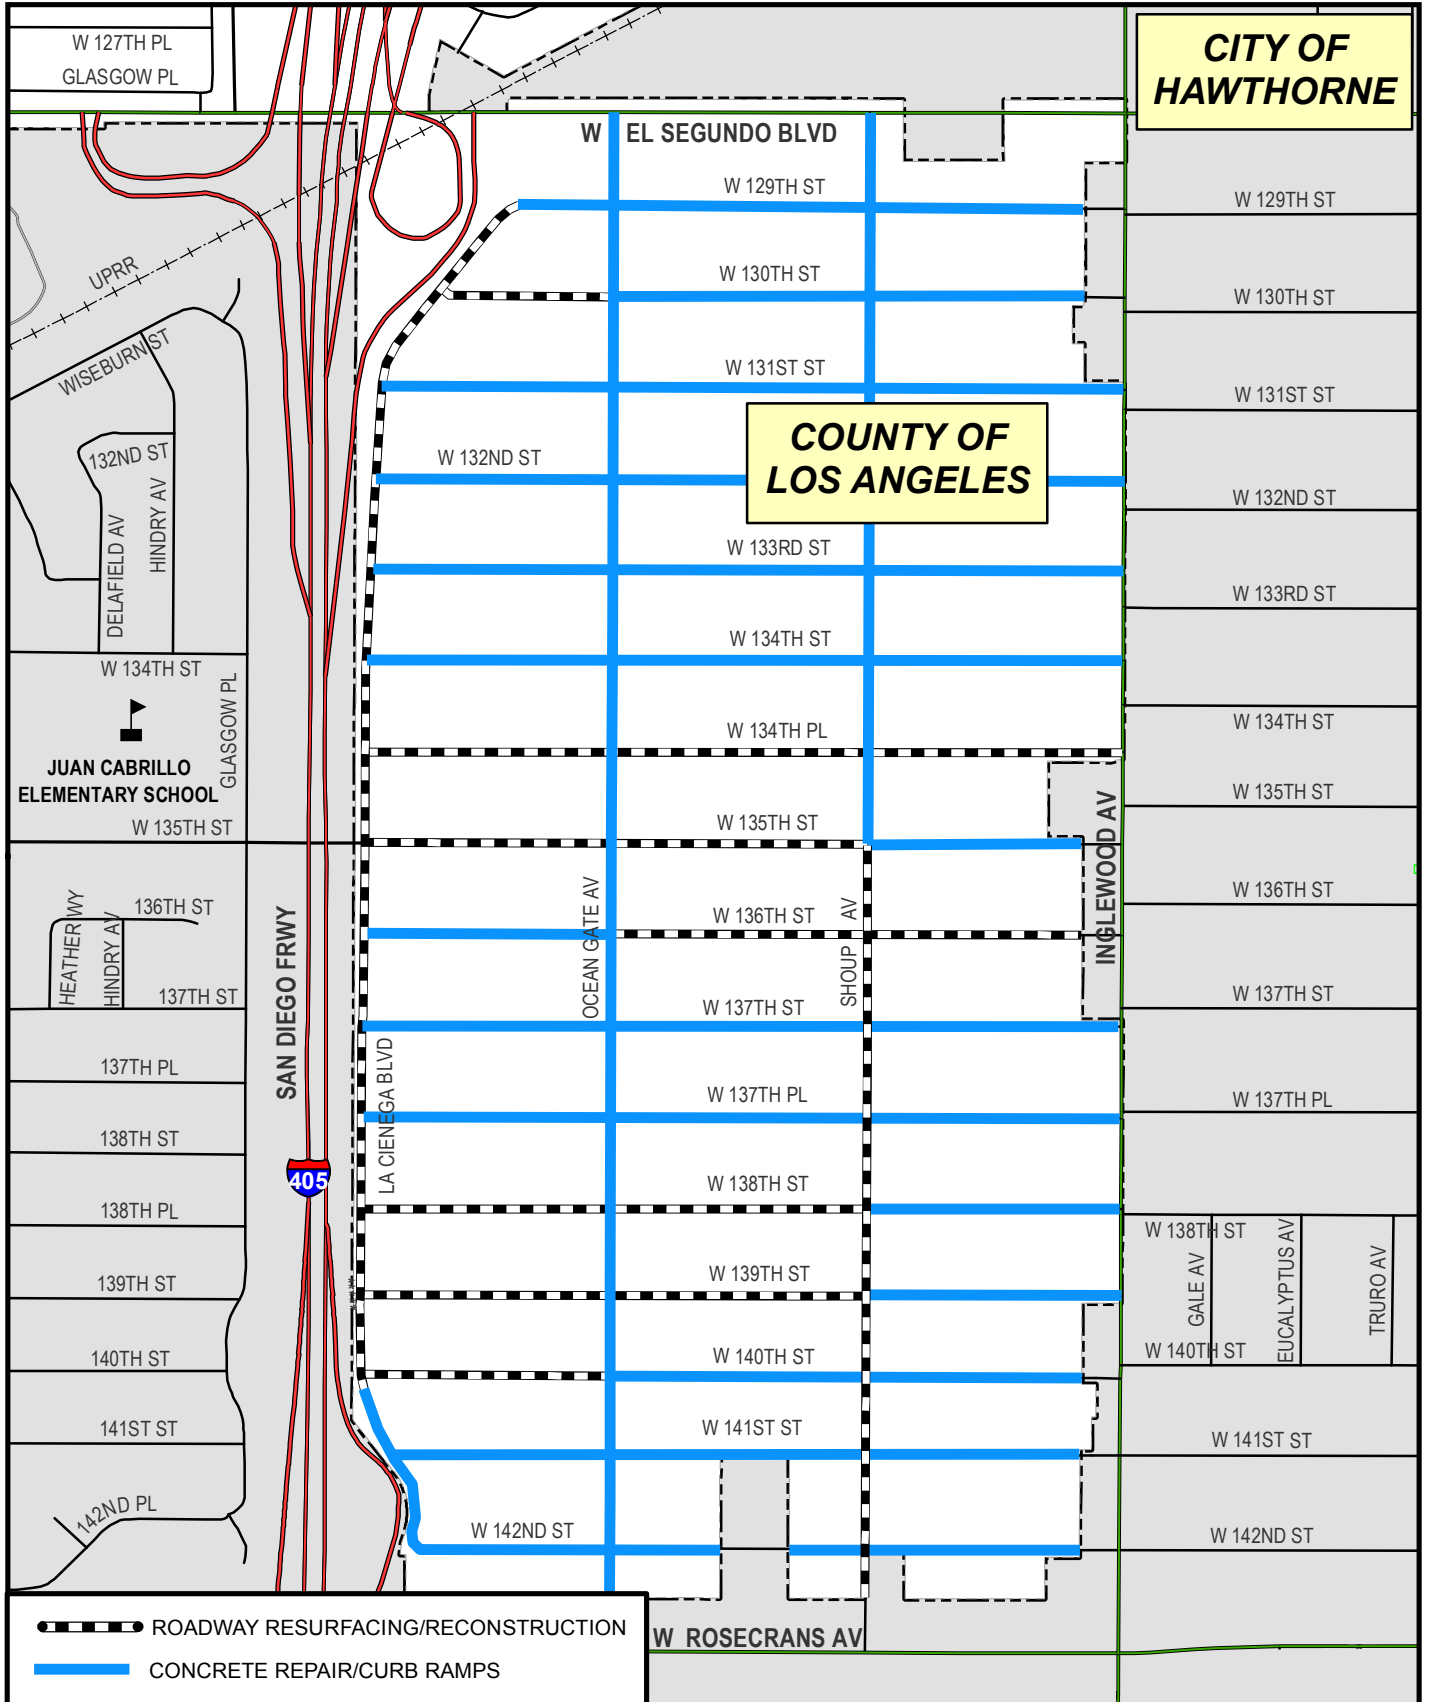 W 127TH PL
GLASGOW PL
CITY OF
HAWTHORNE
W EL SEGUNDO BLVD
W 129TH ST
W 129TH ST
UPRR
W 130TH ST
W 130TH ST
WISEBURN ST
W 131ST ST
W 131ST ST
COUNTY OF
LOS ANGELES
132ND ST
W 132ND ST
W 132ND ST
HINDRY AV
DELAFIELD AV
W 133RD ST
W 133RD ST
W 134TH ST
W 134TH ST
GLASGOW PL
W 134TH PL
W 134TH ST
JUAN CABRILLO
ELEMENTARY SCHOOL
W 135TH ST
W 135TH ST
W 135TH ST
INGLEWOOD AV
136TH ST
HEATHER WY
HINDRY AV
SAN DIEGO FRWY
OCEAN GATE AV
W 136TH ST
SHOUP AV
W 136TH ST
137TH ST
W 137TH ST
W 137TH ST
LA CIENEGA BLVD
137TH PL
W 137TH PL
W 137TH PL
138TH ST
405
W 138TH ST
138TH PL
W 138TH ST
GALE AV
EUCALYPTUS AV
TRURO AV
139TH ST
W 139TH ST
140TH ST
W 140TH ST
W 140TH ST
141ST ST
W 141ST ST
W 141ST ST
142ND PL
W 142ND ST
W 142ND ST
ROADWAY RESURFACING/RECONSTRUCTION
W ROSECRANS AV
CONCRETE REPAIR/CURB RAMPS